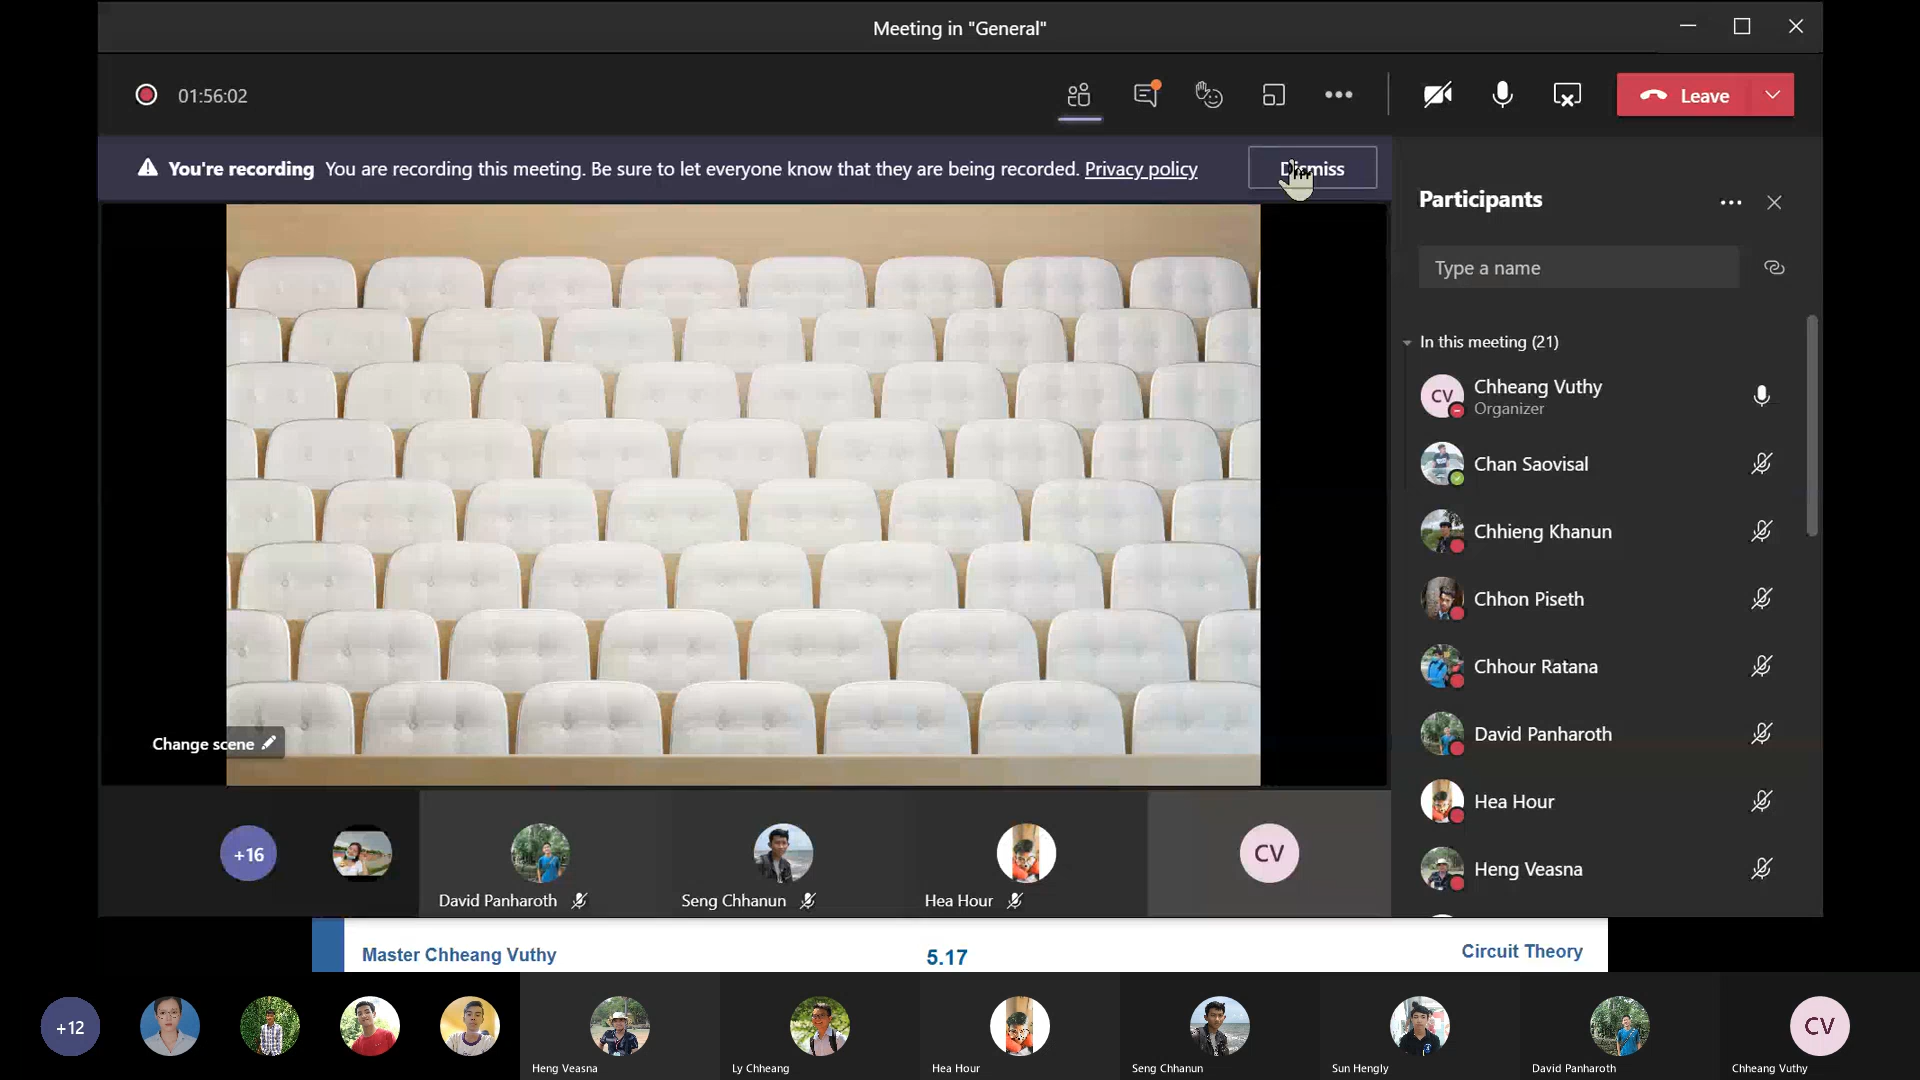 Meeting in "General"
01:56:02
Leave
You're recording You are recording this meeting. Be sure to let everyone know that they are being recorded. Privacy policy
Dismiss
Participants
Type a name
In this meeting (21)
CV
Chheang Vuthy
Organizer
Chan Saovisal
Chhieng Khanun
Chhon Piseth
Chhour Ratana
David Panharoth
Hea Hour
Heng Veasna
Change scene
+16
David Panharoth
Seng Chhanun
Hea Hour
CV
Master Chheang Vuthy
5.17
Circuit Theory
+12
Heng Veasna
Ly Chheang
Hea Hour
Seng Chhanun
Sun Hengly
David Panharoth
CV
Chheang Vuthy